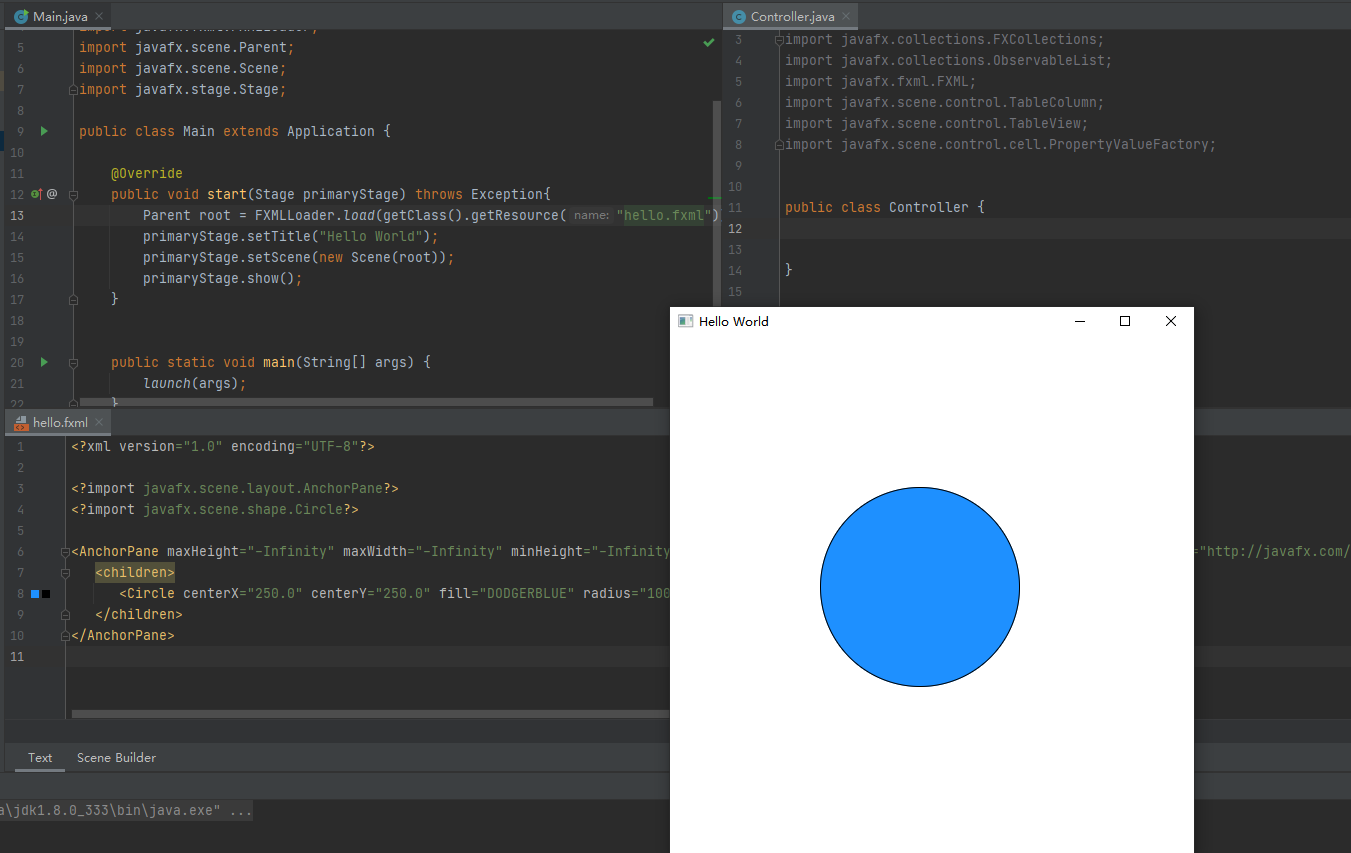 Main.java
5 import javafx.scene.Parent;
6 import javafx.scene.Scene;
7 import javafx.stage.Stage;
8
9 public class Main extends Application {
10
11 @Override
12 public void start(Stage primaryStage) throws Exception{
13 Parent root = FXMLLoader.load(getClass().getResource( name: "hello.fxml")
14 primaryStage.setTitle("Hello World");
15 primaryStage.setScene(new Scene(root));
16 primaryStage.show();
17 }
18
19
20 public static void main(String[] args) {
21 launch(args);
22 }
Controller.java
3 import javafx.collections.FXCollections;
4 import javafx.collections.ObservableList;
5 import javafx.fxml.FXML;
6 import javafx.scene.control.TableColumn;
7 import javafx.scene.control.TableView;
8 import javafx.scene.control.cell.PropertyValueFactory;
9
10
11 public class Controller {
12
13
14 }
15
hello.fxml
1 <?xml version="1.0" encoding="UTF-8"?>
2
3 <?import javafx.scene.layout.AnchorPane?>
4 <?import javafx.scene.shape.Circle?>
5
6 <AnchorPane maxHeight="-Infinity" maxWidth="-Infinity" minHeight="-Infinity ="http://javafx.com/
7 <children>
8 <Circle centerX="250.0" centerY="250.0" fill="DODGERBLUE" radius="100
9 </children>
10 </AnchorPane>
11
Text Scene Builder
a\jdk1.8.0_333\bin\java.exe" ...
Hello World